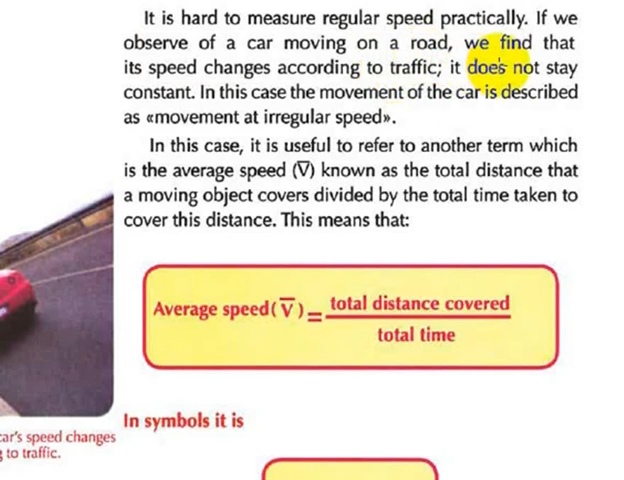 It is hard to measure regular speed practically. If we
observe of a car moving on a road, we find that
its speed changes according to traffic; it does not stay
constant. In this case the movement of the car is described
as «movement at irregular speed».
In this case, it is useful to refer to another term which
is the average speed (V̅) known as the total distance that
a moving object covers divided by the total time taken to
cover this distance. This means that:
Average speed(V̅)= total distance covered
total time
In symbols it is
car's speed changes
to traffic.